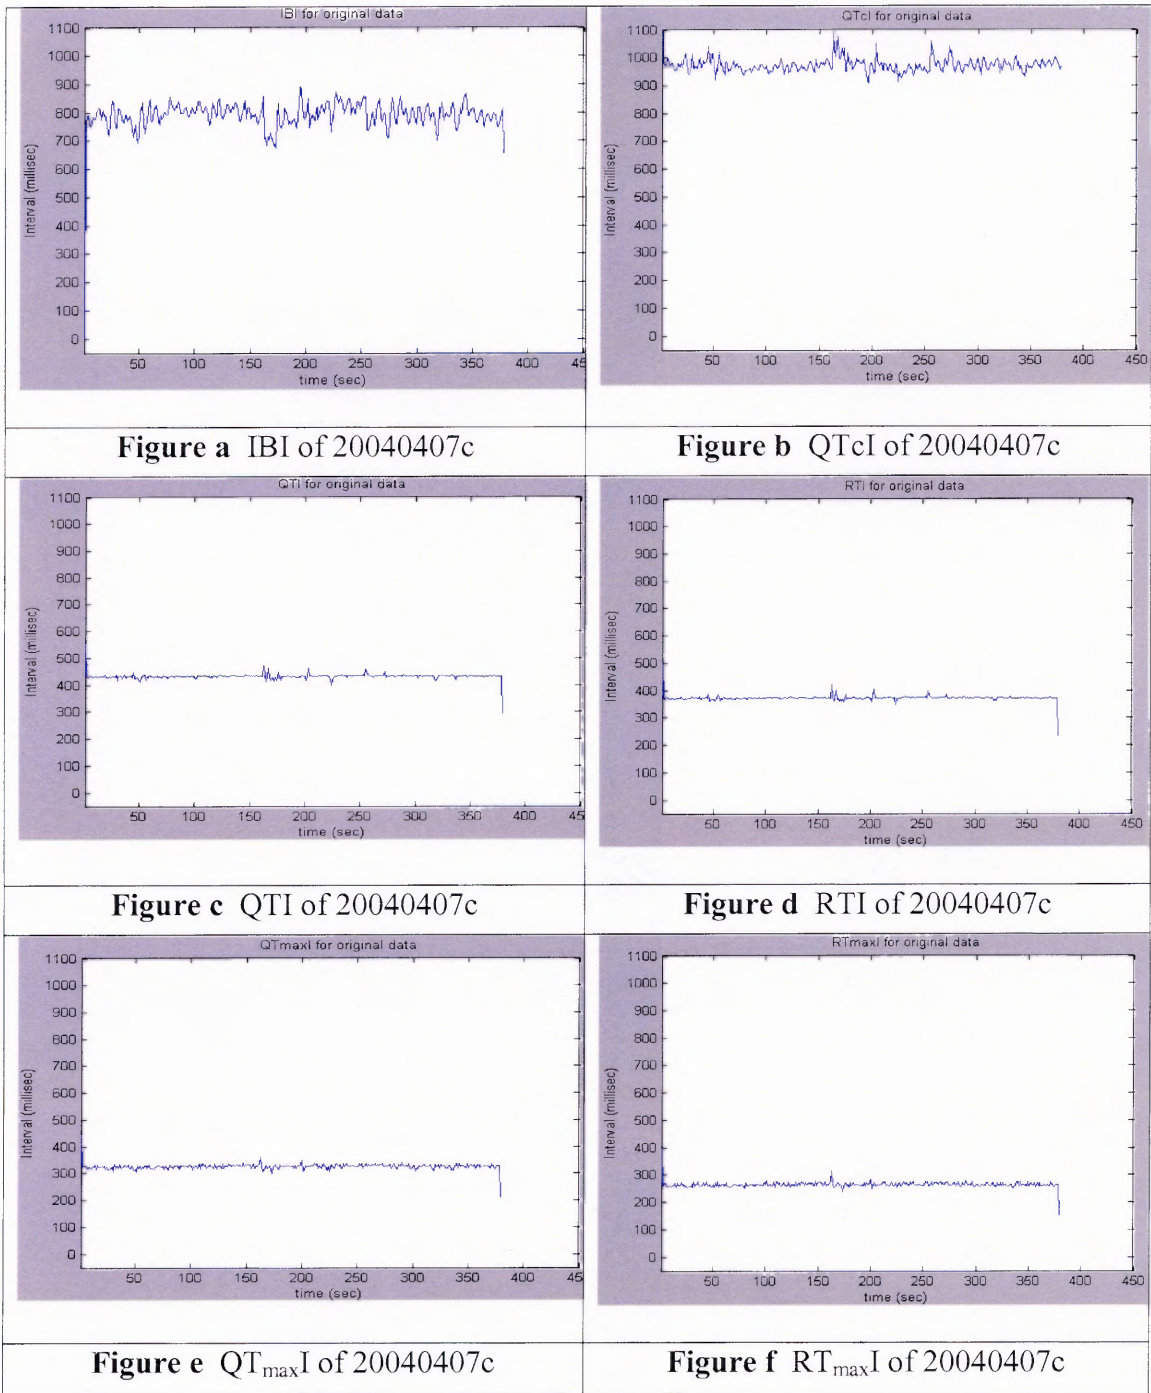 IBI for original data
1100
1000
900
800
700
600
500
400
300
200
100
0
Interval (millisec)
50 100 150 200 250 300 350 400 45
time (sec)
Figure a IBI of 20040407c
QTcI for original data
1100
1000
900
800
700
600
500
400
300
200
100
0
Interval (millisec)
50 100 150 200 250 300 350 400 450
time (sec)
Figure b QTcI of 20040407c
QTI for original data
1100
1000
900
800
700
600
500
400
300
200
100
0
Interval (millisec)
50 100 150 200 250 300 350 400 450
time (sec)
Figure c QTI of 20040407c
RTI for original data
1100
1000
900
800
700
600
500
400
300
200
100
0
Interval (millisec)
50 100 150 200 250 300 350 400 450
time (sec)
Figure d RTI of 20040407c
QTmaxI for original data
1100
1000
900
800
700
600
500
400
300
200
100
0
Interval (millisec)
50 100 150 200 250 300 350 400 45
time (sec)
Figure e QTmaxI of 20040407c
RTmaxI for original data
1100
1000
900
800
700
600
500
400
300
200
100
0
Interval (millisec)
50 100 150 200 250 300 350 400 450
time (sec)
Figure f RTmaxI of 20040407c